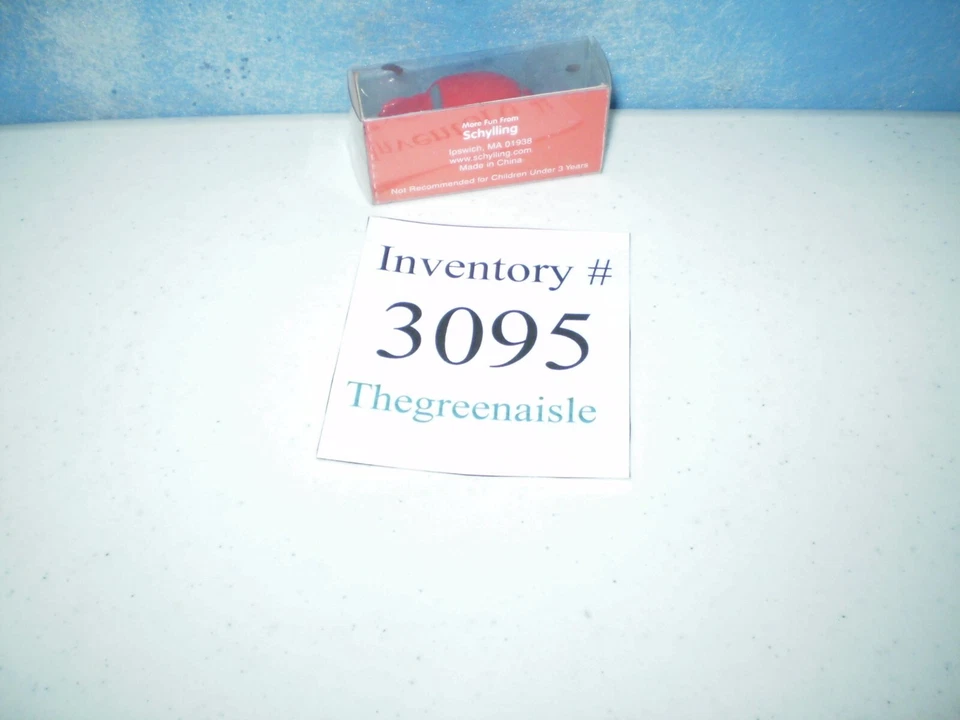 More Fun From
Schylling
Ipswich, MA 01938
www.schylling.com
Made in China
Not Recommended for Children Under 3 Years
Inventory #
3095
Thegreenaisle